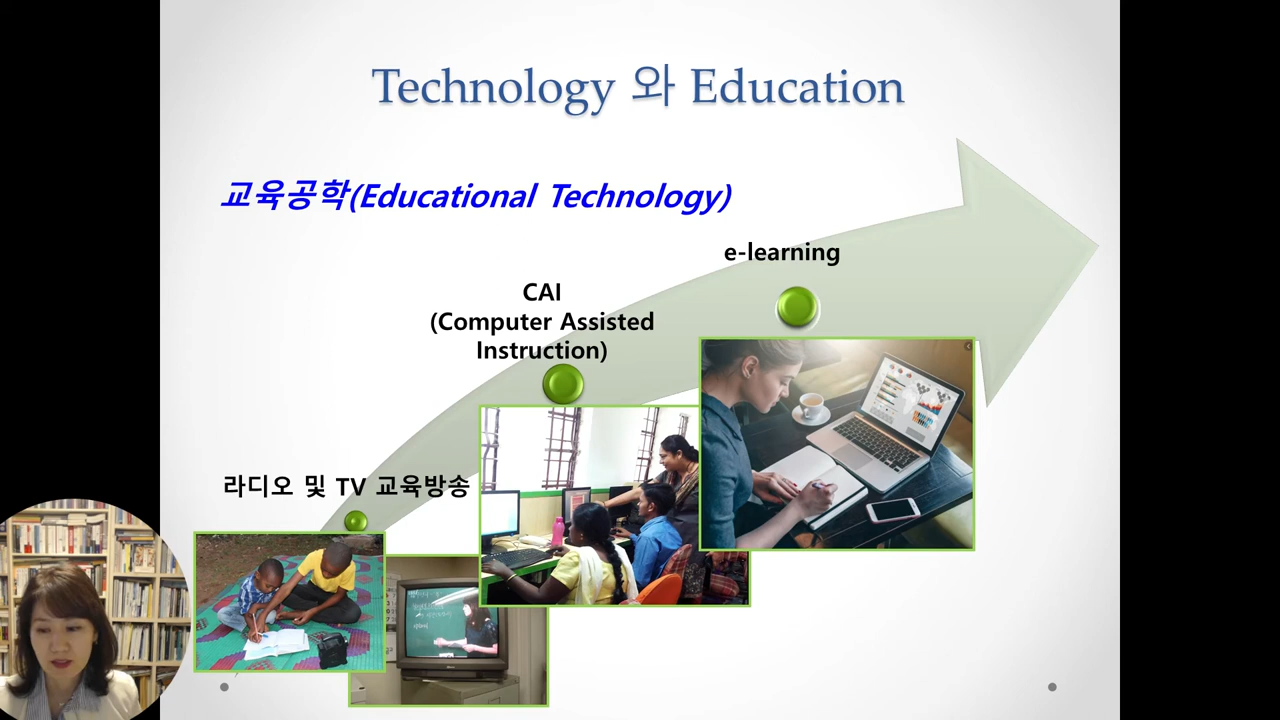 Technology 와 Education
교육공학(Educational Technology)
e-learning
CAI
(Computer Assisted
Instruction)
라디오 및 TV 교육방송